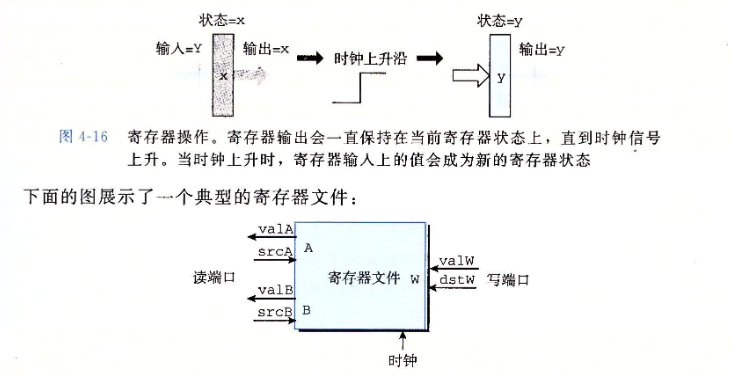 状态=x
状态=y
输入=Y
输出=x
时钟上升沿
输出=y
x
y
图 4-16 寄存器操作。寄存器输出会一直保持在当前寄存器状态上，直到时钟信号
上升。当时钟上升时，寄存器输入上的值会成为新的寄存器状态
下面的图展示了一个典型的寄存器文件：
valA
A
srcA
valW
读端口
寄存器文件
W
dstW
写端口
valB
srcB
B
时钟